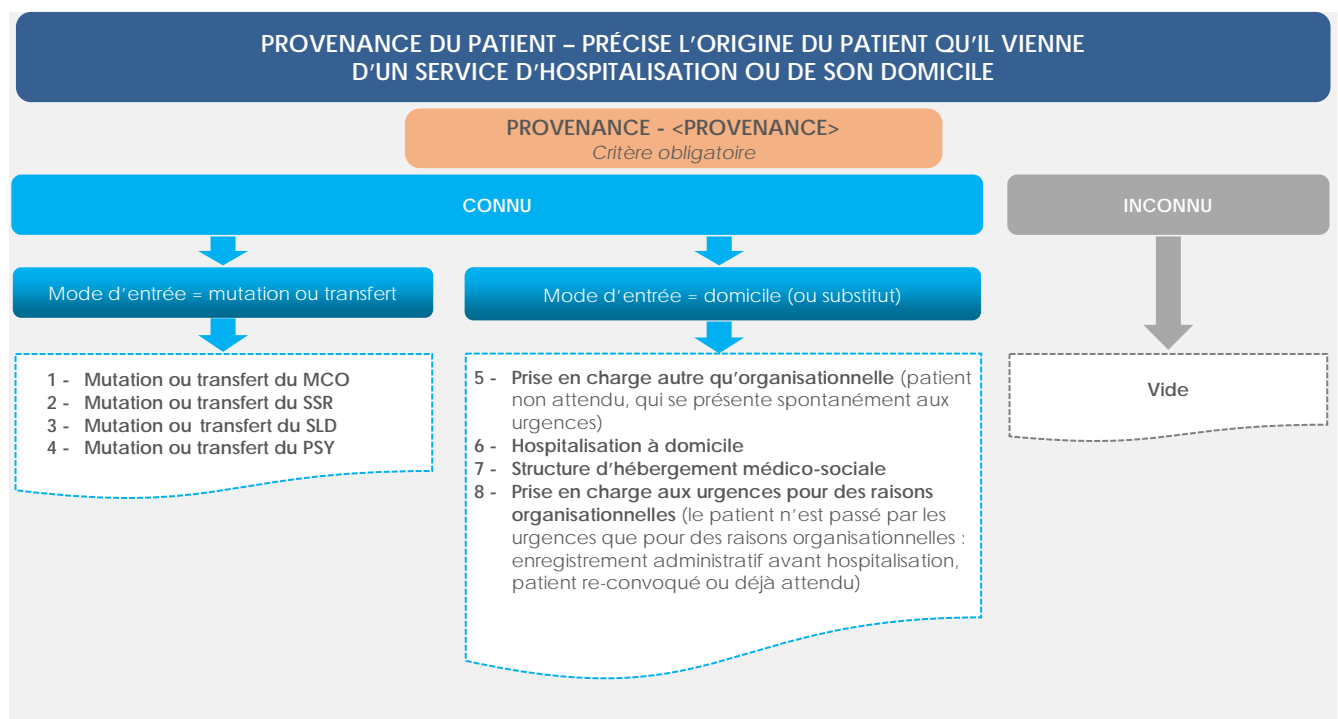 PROVENANCE DU PATIENT – PRÉCISE L'ORIGINE DU PATIENT QU'IL VIENNE
D'UN SERVICE D'HOSPITALISATION OU DE SON DOMICILE
PROVENANCE - <PROVENANCE>
Critère obligatoire
CONNU
INCONNU
Mode d'entrée = mutation ou transfert
Mode d'entrée = domicile (ou substitut)
1 - Mutation ou transfert du MCO
2 - Mutation ou transfert du SSR
3 - Mutation ou transfert du SLD
4 - Mutation ou transfert du PSY
5 - Prise en charge autre qu'organisationnelle (patient
non attendu, qui se présente spontanément aux
urgences)
6 - Hospitalisation à domicile
7 - Structure d'hébergement médico-sociale
8 - Prise en charge aux urgences pour des raisons
organisationnelles (le patient n'est passé par les
urgences que pour des raisons organisationnelles :
enregistrement administratif avant hospitalisation,
patient re-convoqué ou déjà attendu)
Vide